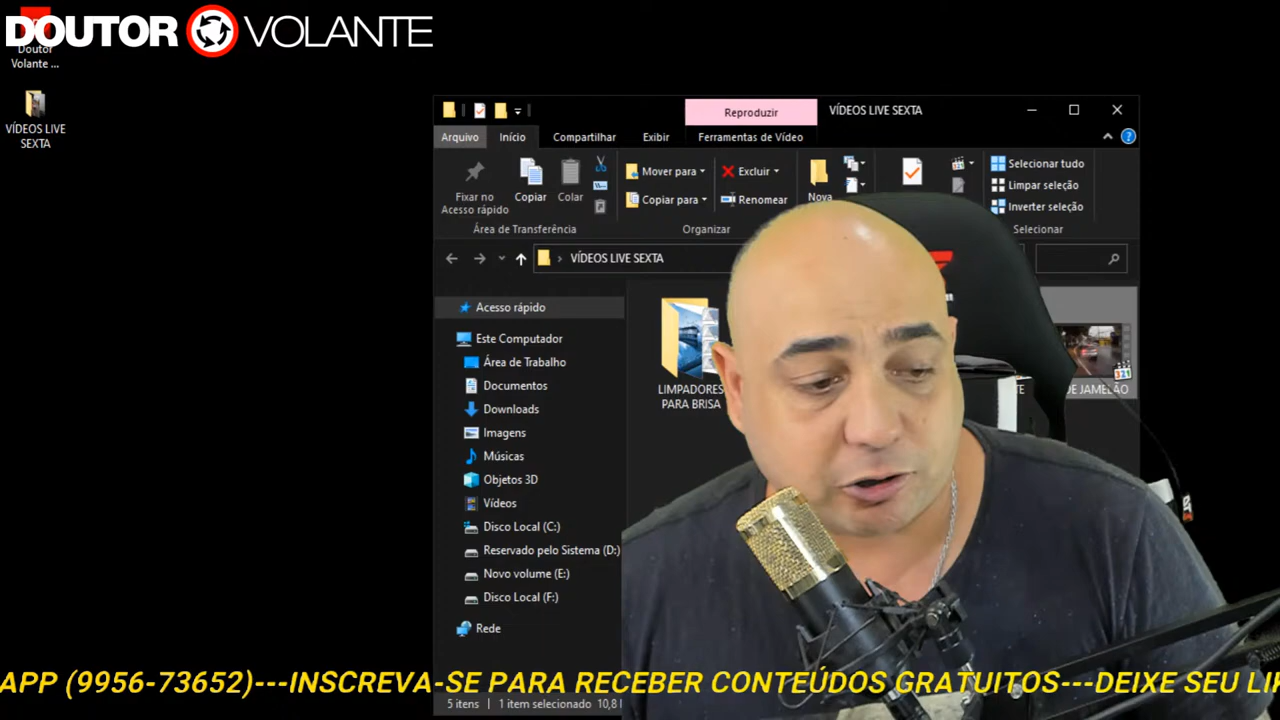 DOUTOR VOLANTE
Doutor
Volante ...
VÍDEOS LIVE
SEXTA
Reproduzir
VÍDEOS LIVE SEXTA
Arquivo
Início
Compartilhar
Exibir
Ferramentas de Vídeo
Fixar no
Acesso rápido
Copiar
Colar
Mover para
Copiar para
Excluir
Renomear
Nova
Selecionar tudo
Limpar seleção
Inverter seleção
Área de Transferência
Organizar
Selecionar
VÍDEOS LIVE SEXTA
Acesso rápido
Este Computador
Área de Trabalho
Documentos
Downloads
Imagens
Músicas
Objetos 3D
Vídeos
Disco Local (C:)
Reservado pelo Sistema (D:)
Novo volume (E:)
Disco Local (F:)
Rede
LIMPADORES
PARA BRISA
DE JAMELÃO
321
APP (9956-73652)---INSCREVA-SE PARA RECEBER CONTEÚDOS GRATUITOS---DEIXE SEU LI
5 itens
1 item selecionado 10,8